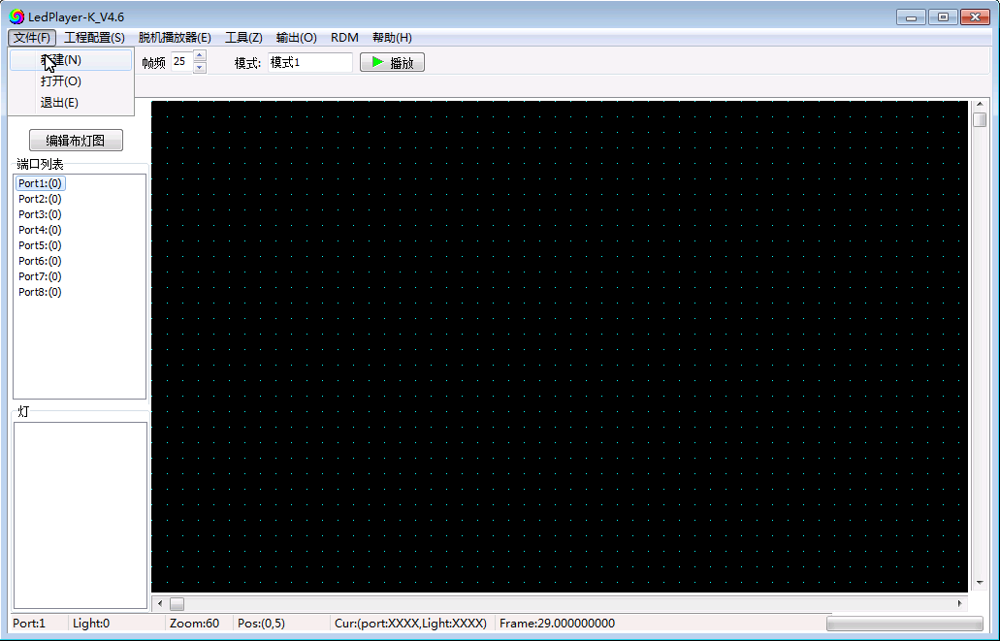 LedPlayer-K_V4.6
文件(F) 工程配置(S) 脱机播放器(E) 工具(Z) 输出(O) RDM 帮助(H)
建(N)
打开(O)
退出(E)
帧频 25 模式: 模式1 播放
编辑布灯图
端口列表
Port1:(0)
Port2:(0)
Port3:(0)
Port4:(0)
Port5:(0)
Port6:(0)
Port7:(0)
Port8:(0)
灯
Port:1 Light:0 Zoom:60 Pos:(0,5) Cur:(port:XXXX,Light:XXXX) Frame:29.000000000